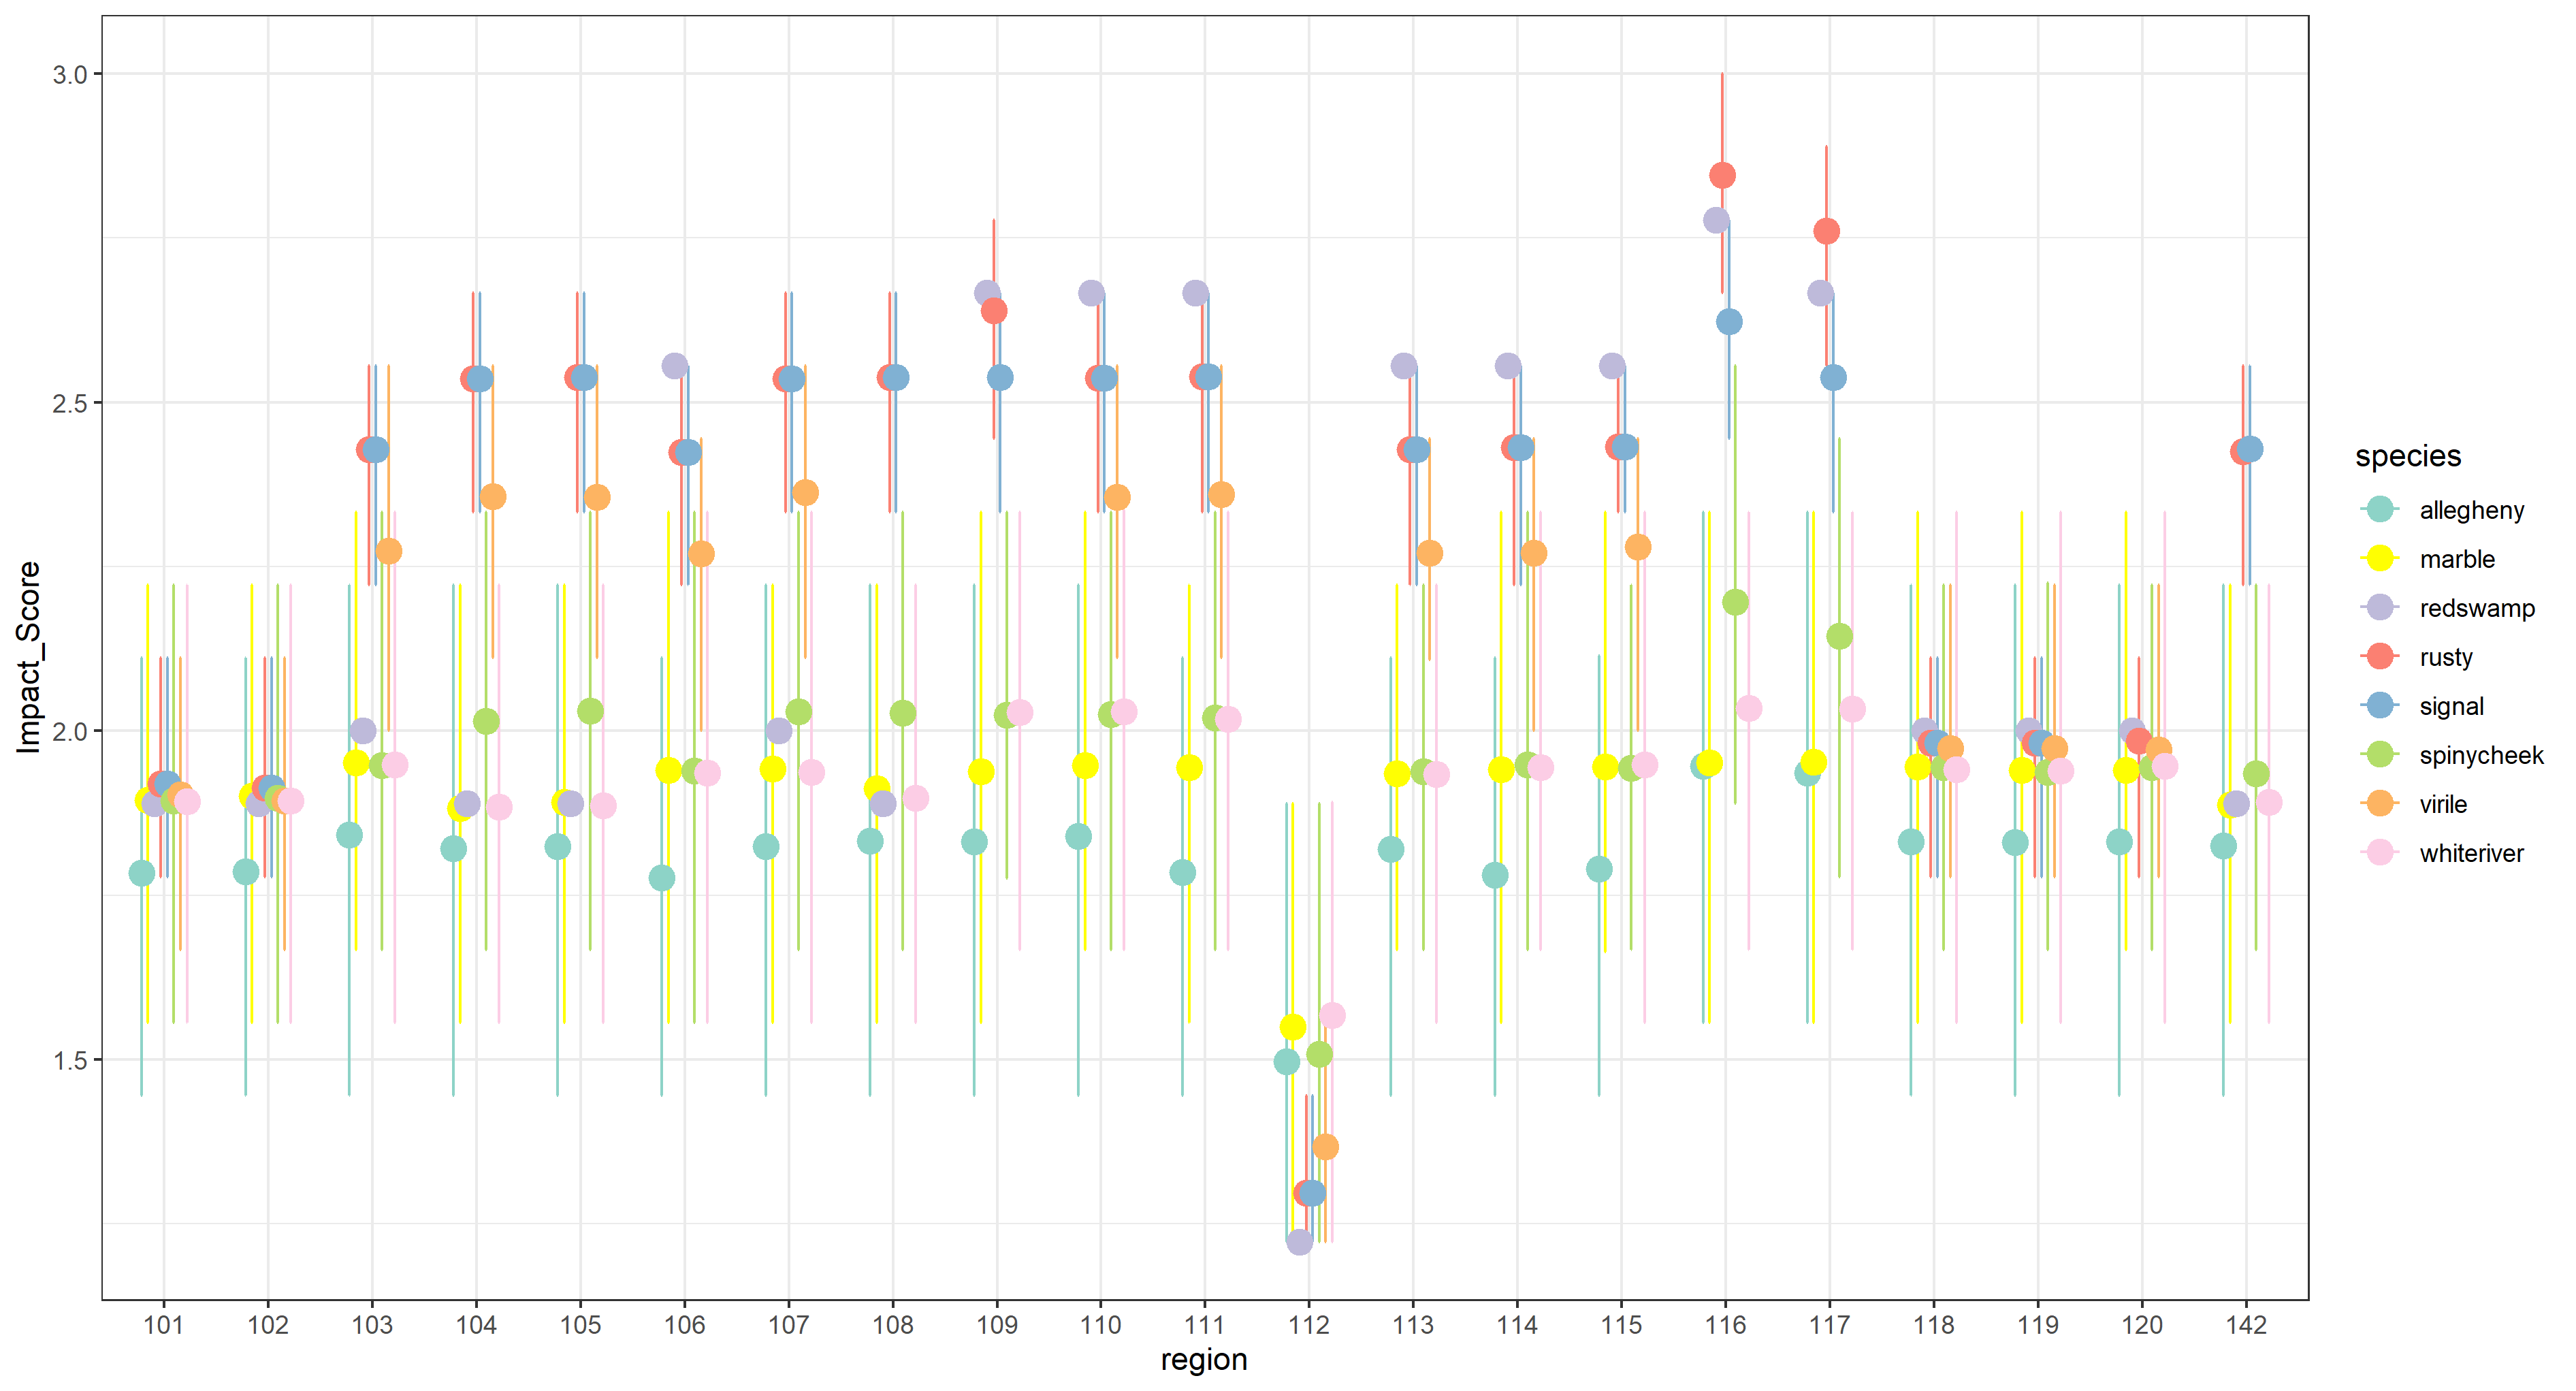 3.0
2.5
2.0
1.5
Impact_Score
101 102 103 104 105 106 107 108 109 110 111 112 113 114 115 116 117 118 119 120 142
region
species
allegheny
marble
redswamp
rusty
signal
spinycheek
virile
whiteriver